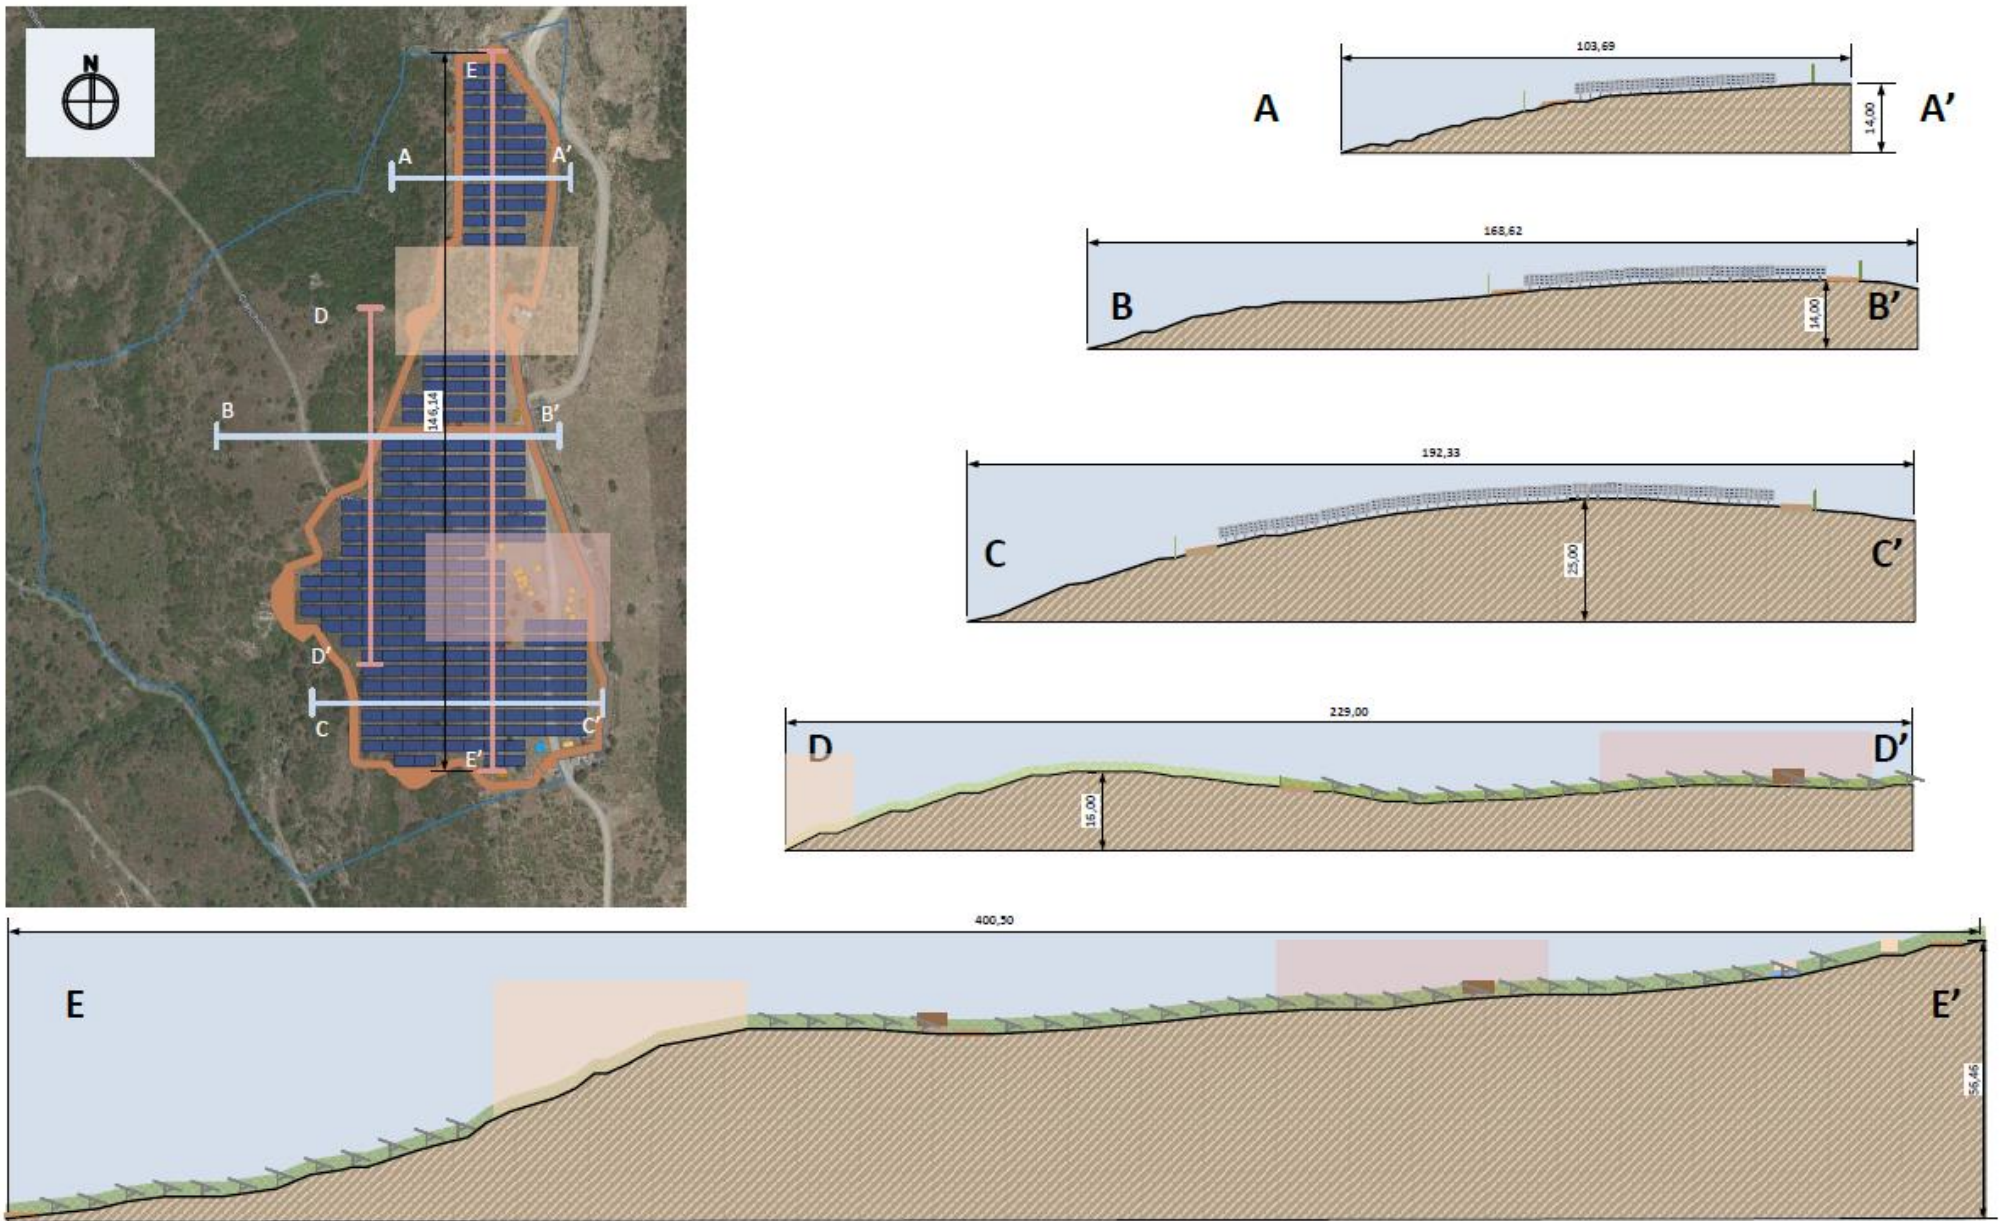 N
E
A
A'
D
B
B'
146,14
D'
C
C'
E'
103,69
A
14,00
A'
168,62
B
14,00
B'
192,33
C
25,00
C'
229,00
D
16,00
D'
400,50
E
56,46
E'